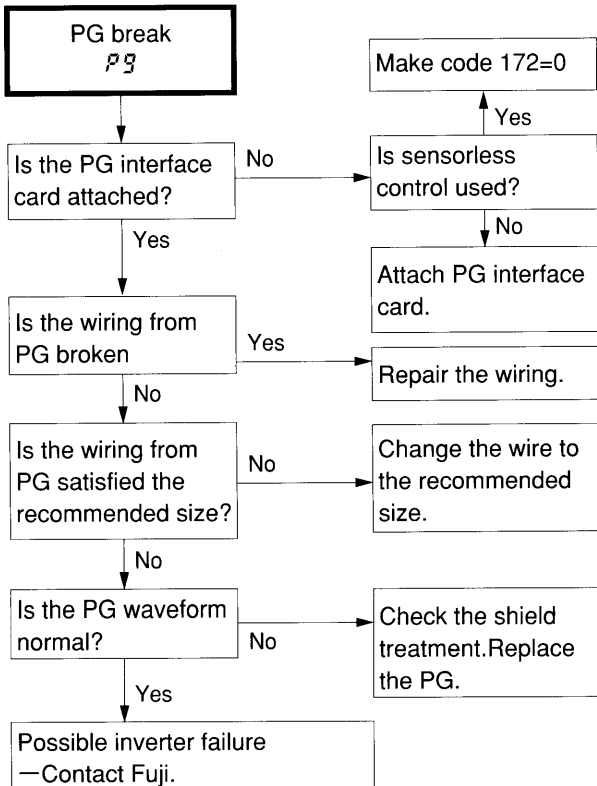 PG break
Pg
Make code 172=0
Yes
Is the PG interface
card attached?
No
Is sensorless
control used?
No
Yes
Attach PG interface
card.
Is the wiring from
PG broken
Yes
Repair the wiring.
No
Is the wiring from
PG satisfied the
recommended size?
No
Change the wire to
the recommended
size.
No
Is the PG waveform
normal?
No
Check the shield
treatment.Replace
the PG.
Yes
Possible inverter failure
—Contact Fuji.